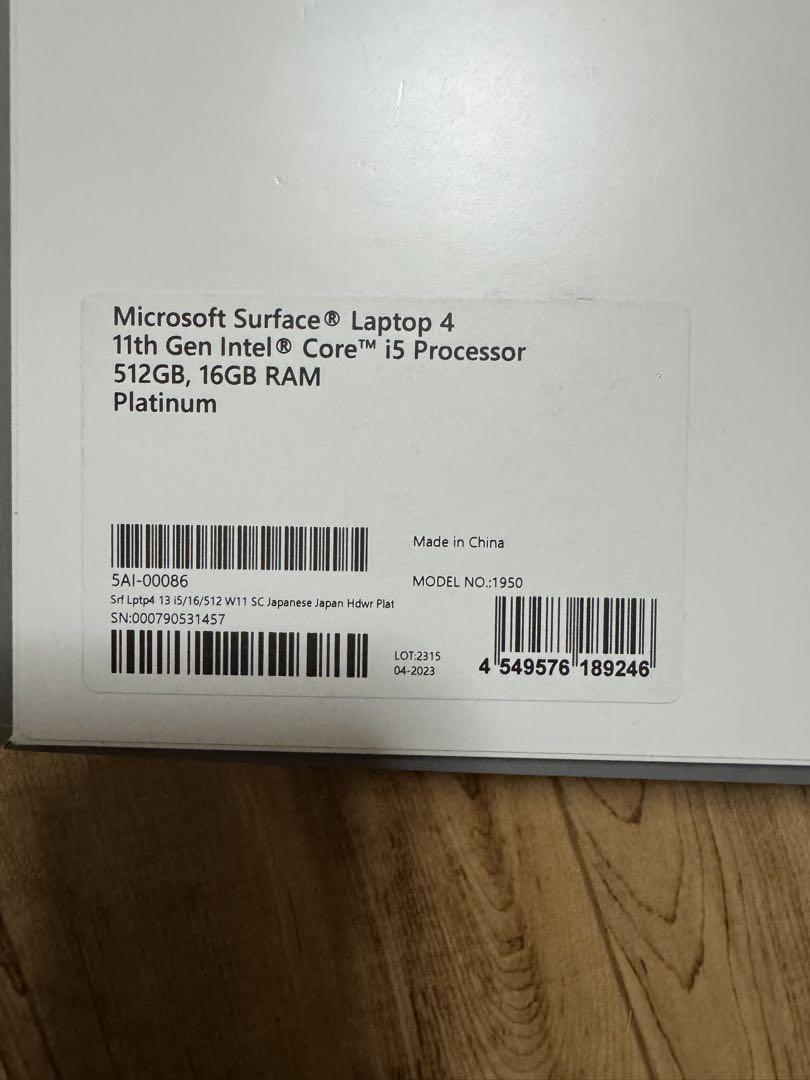 Microsoft Surface® Laptop 4
11th Gen Intel® Core™ i5 Processor
512GB, 16GB RAM
Platinum
5AI-00086
Srf Lptp4 13 i5/16/512 W11 SC Japanese Japan Hdwr Plat
SN:000790531457
Made in China
MODEL NO.:1950
LOT:2315
04-2023
4 549576 189246